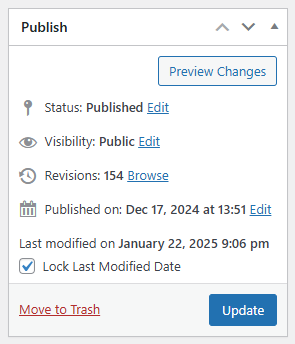 Publish
Preview Changes
Status: Published Edit
Visibility: Public Edit
Revisions: 154 Browse
Published on: Dec 17, 2024 at 13:51 Edit
Last modified on January 22, 2025 9:06 pm
Lock Last Modified Date
Move to Trash
Update